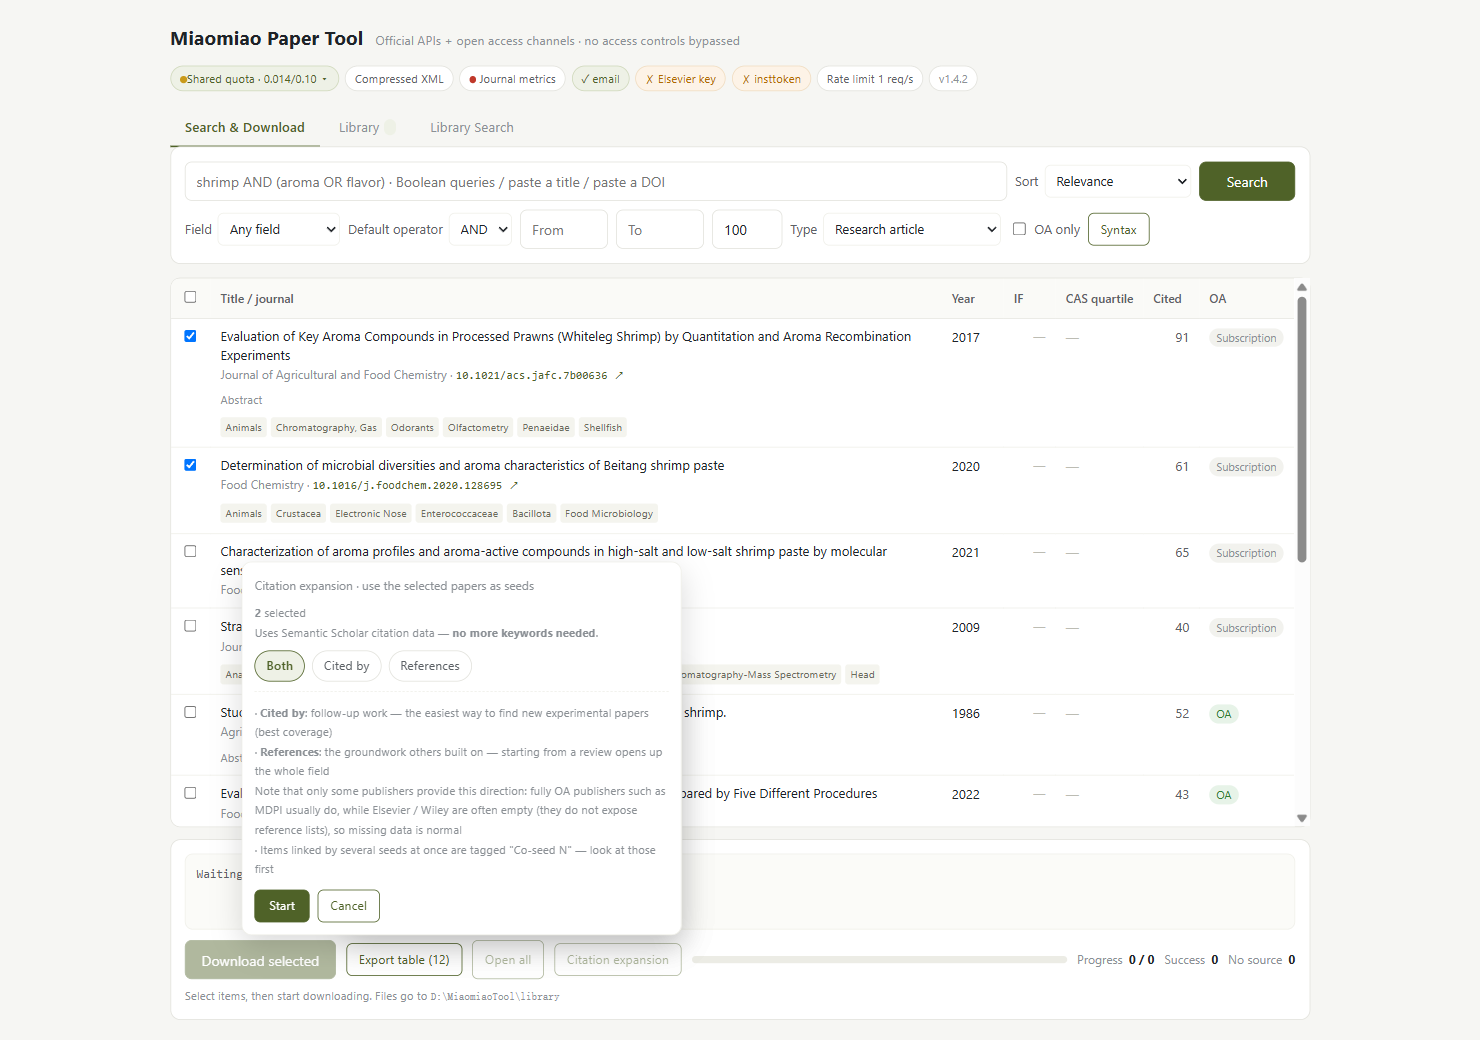 Miaomiao Paper Tool Official APIs + open access channels · no access controls bypassed
Shared quota · 0.014/0.10 Compressed XML Journal metrics ✓ email ✗ Elsevier key ✗ insttoken Rate limit 1 req/s v1.4.2
Search & Download Library Library Search
shrimp AND (aroma OR flavor) · Boolean queries / paste a title / paste a DOI Sort Relevance Search
Field Any field Default operator AND From To 100 Type Research article OA only Syntax
Title / journal Year IF CAS quartile Cited OA
Evaluation of Key Aroma Compounds in Processed Prawns (Whiteleg Shrimp) by Quantitation and Aroma Recombination 2017 — — 91 Subscription
Experiments
Journal of Agricultural and Food Chemistry · 10.1021/acs.jafc.7b00636 ↗
Abstract
Animals Chromatography, Gas Odorants Olfactometry Penaeidae Shellfish
Determination of microbial diversities and aroma characteristics of Beitang shrimp paste 2020 — — 61 Subscription
Food Chemistry · 10.1016/j.foodchem.2020.128695 ↗
Animals Crustacea Electronic Nose Enterococcaceae Bacillota Food Microbiology
Characterization of aroma profiles and aroma-active compounds in high-salt and low-salt shrimp paste by molecular 2021 — — 65 Subscription
sens
Foo
Stra 2009 — — 40 Subscription
Jour
Ana omatography-Mass Spectrometry Head
Stud shrimp. 1986 — — 52 OA
Agri
Abst
Eval pared by Five Different Procedures 2022 — — 43 OA
Foo
Citation expansion · use the selected papers as seeds
2 selected
Uses Semantic Scholar citation data — no more keywords needed.
Both Cited by References
· Cited by: follow-up work — the easiest way to find new experimental papers
(best coverage)
· References: the groundwork others built on — starting from a review opens up
the whole field
Note that only some publishers provide this direction: fully OA publishers such as
MDPI usually do, while Elsevier / Wiley are often empty (they do not expose
reference lists), so missing data is normal
· Items linked by several seeds at once are tagged "Co-seed N" — look at those
first
Start Cancel
Waiting
Download selected Export table (12) Open all Citation expansion Progress 0 / 0 Success 0 No source 0
Select items, then start downloading. Files go to D:\MiaomiaoTool\library